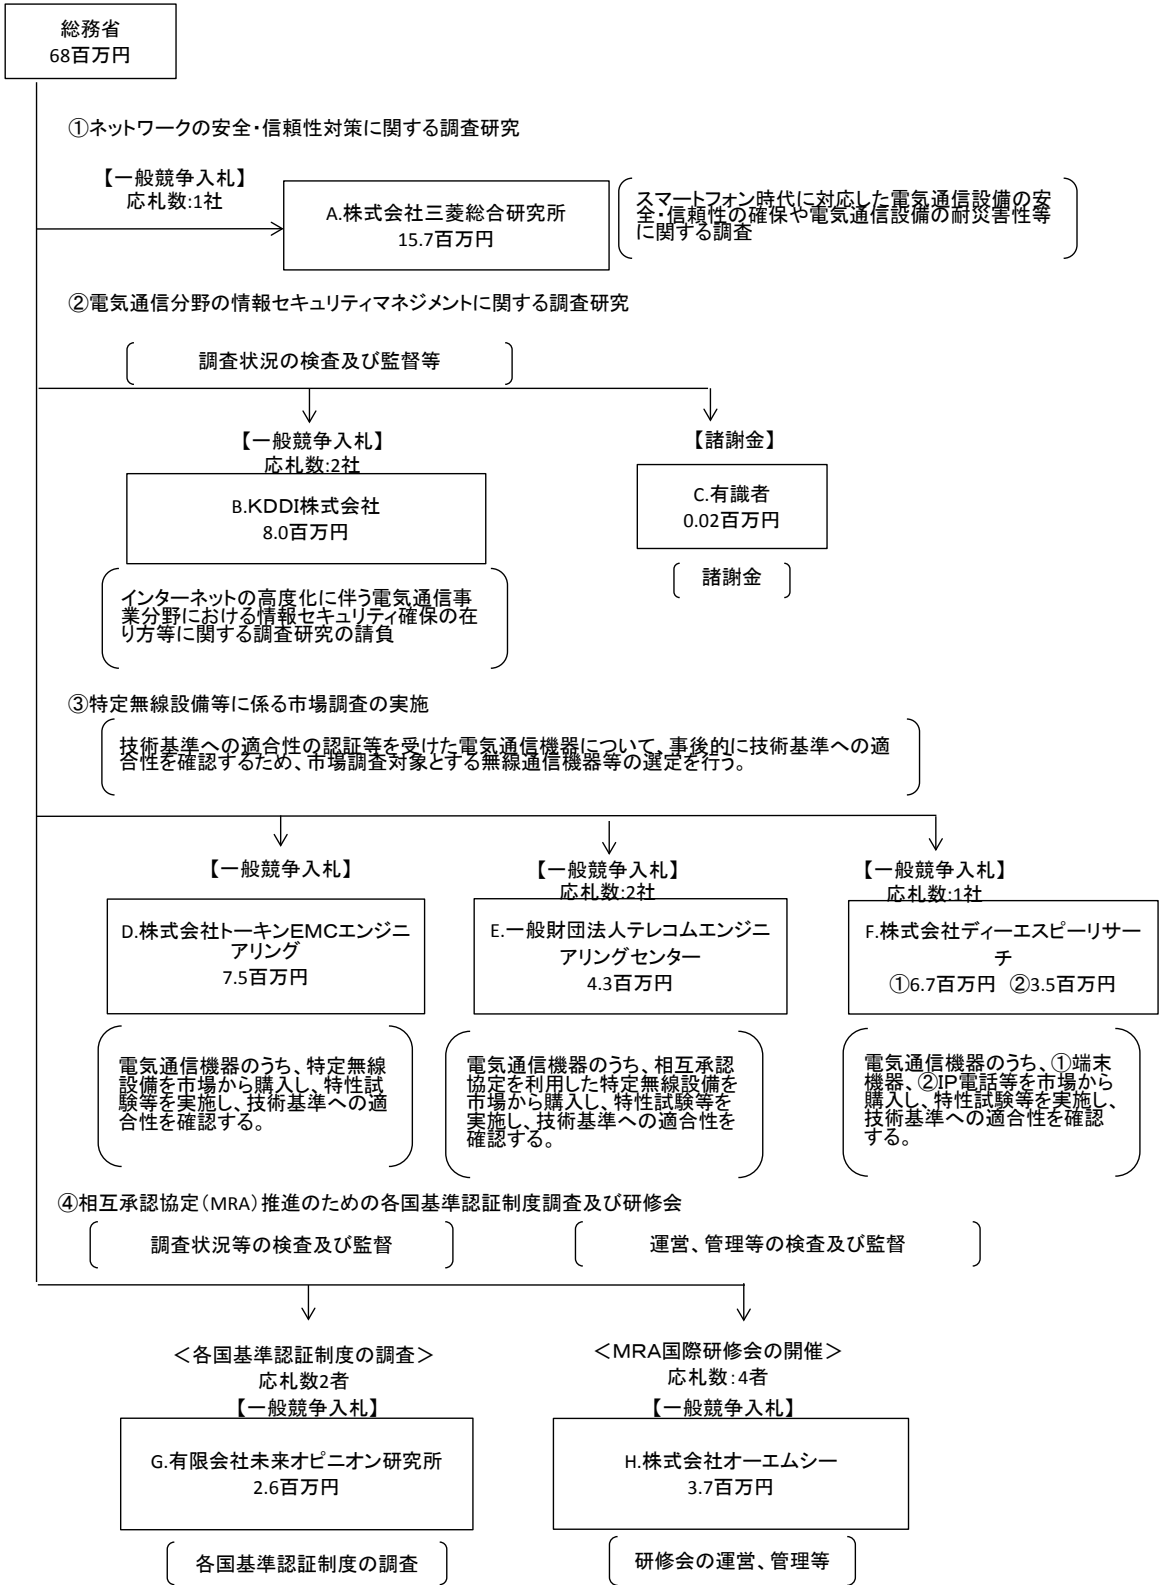 総務省
68百万円
①ネットワークの安全・信頼性対策に関する調査研究
【一般競争入札】
応札数:1社
A.株式会社三菱総合研究所
15.7百万円
スマートフォン時代に対応した電気通信設備の安
全・信頼性の確保や電気通信設備の耐災害性等
に関する調査
②電気通信分野の情報セキュリティマネジメントに関する調査研究
調査状況の検査及び監督等
【一般競争入札】
応札数:2社
B.KDDI株式会社
8.0百万円
インターネットの高度化に伴う電気通信事
業分野における情報セキュリティ確保の在
り方等に関する調査研究の請負
【諸謝金】
C.有識者
0.02百万円
諸謝金
③特定無線設備等に係る市場調査の実施
技術基準への適合性の認証等を受けた電気通信機器について、事後的に技術基準への適
合性を確認するため、市場調査対象とする無線通信機器等の選定を行う。
【一般競争入札】
D.株式会社トーキンEMCエンジニ
アリング
7.5百万円
電気通信機器のうち、特定無線
設備を市場から購入し、特性試
験等を実施し、技術基準への適
合性を確認する。
【一般競争入札】
応札数:2社
E.一般財団法人テレコムエンジニ
アリングセンター
4.3百万円
電気通信機器のうち、相互承認
協定を利用した特定無線設備を
市場から購入し、特性試験等を
実施し、技術基準への適合性を
確認する。
【一般競争入札】
応札数:1社
F.株式会社ディーエスピーリサー
チ
①6.7百万円 ②3.5百万円
電気通信機器のうち、①端末
機器、②IP電話等を市場から
購入し、特性試験等を実施し、
技術基準への適合性を確認
する。
④相互承認協定(MRA)推進のための各国基準認証制度調査及び研修会
調査状況等の検査及び監督
運営、管理等の検査及び監督
<各国基準認証制度の調査>
応札数2者
【一般競争入札】
G.有限会社未来オピニオン研究所
2.6百万円
各国基準認証制度の調査
<MRA国際研修会の開催>
応札数:4者
【一般競争入札】
H.株式会社オーエムシー
3.7百万円
研修会の運営、管理等